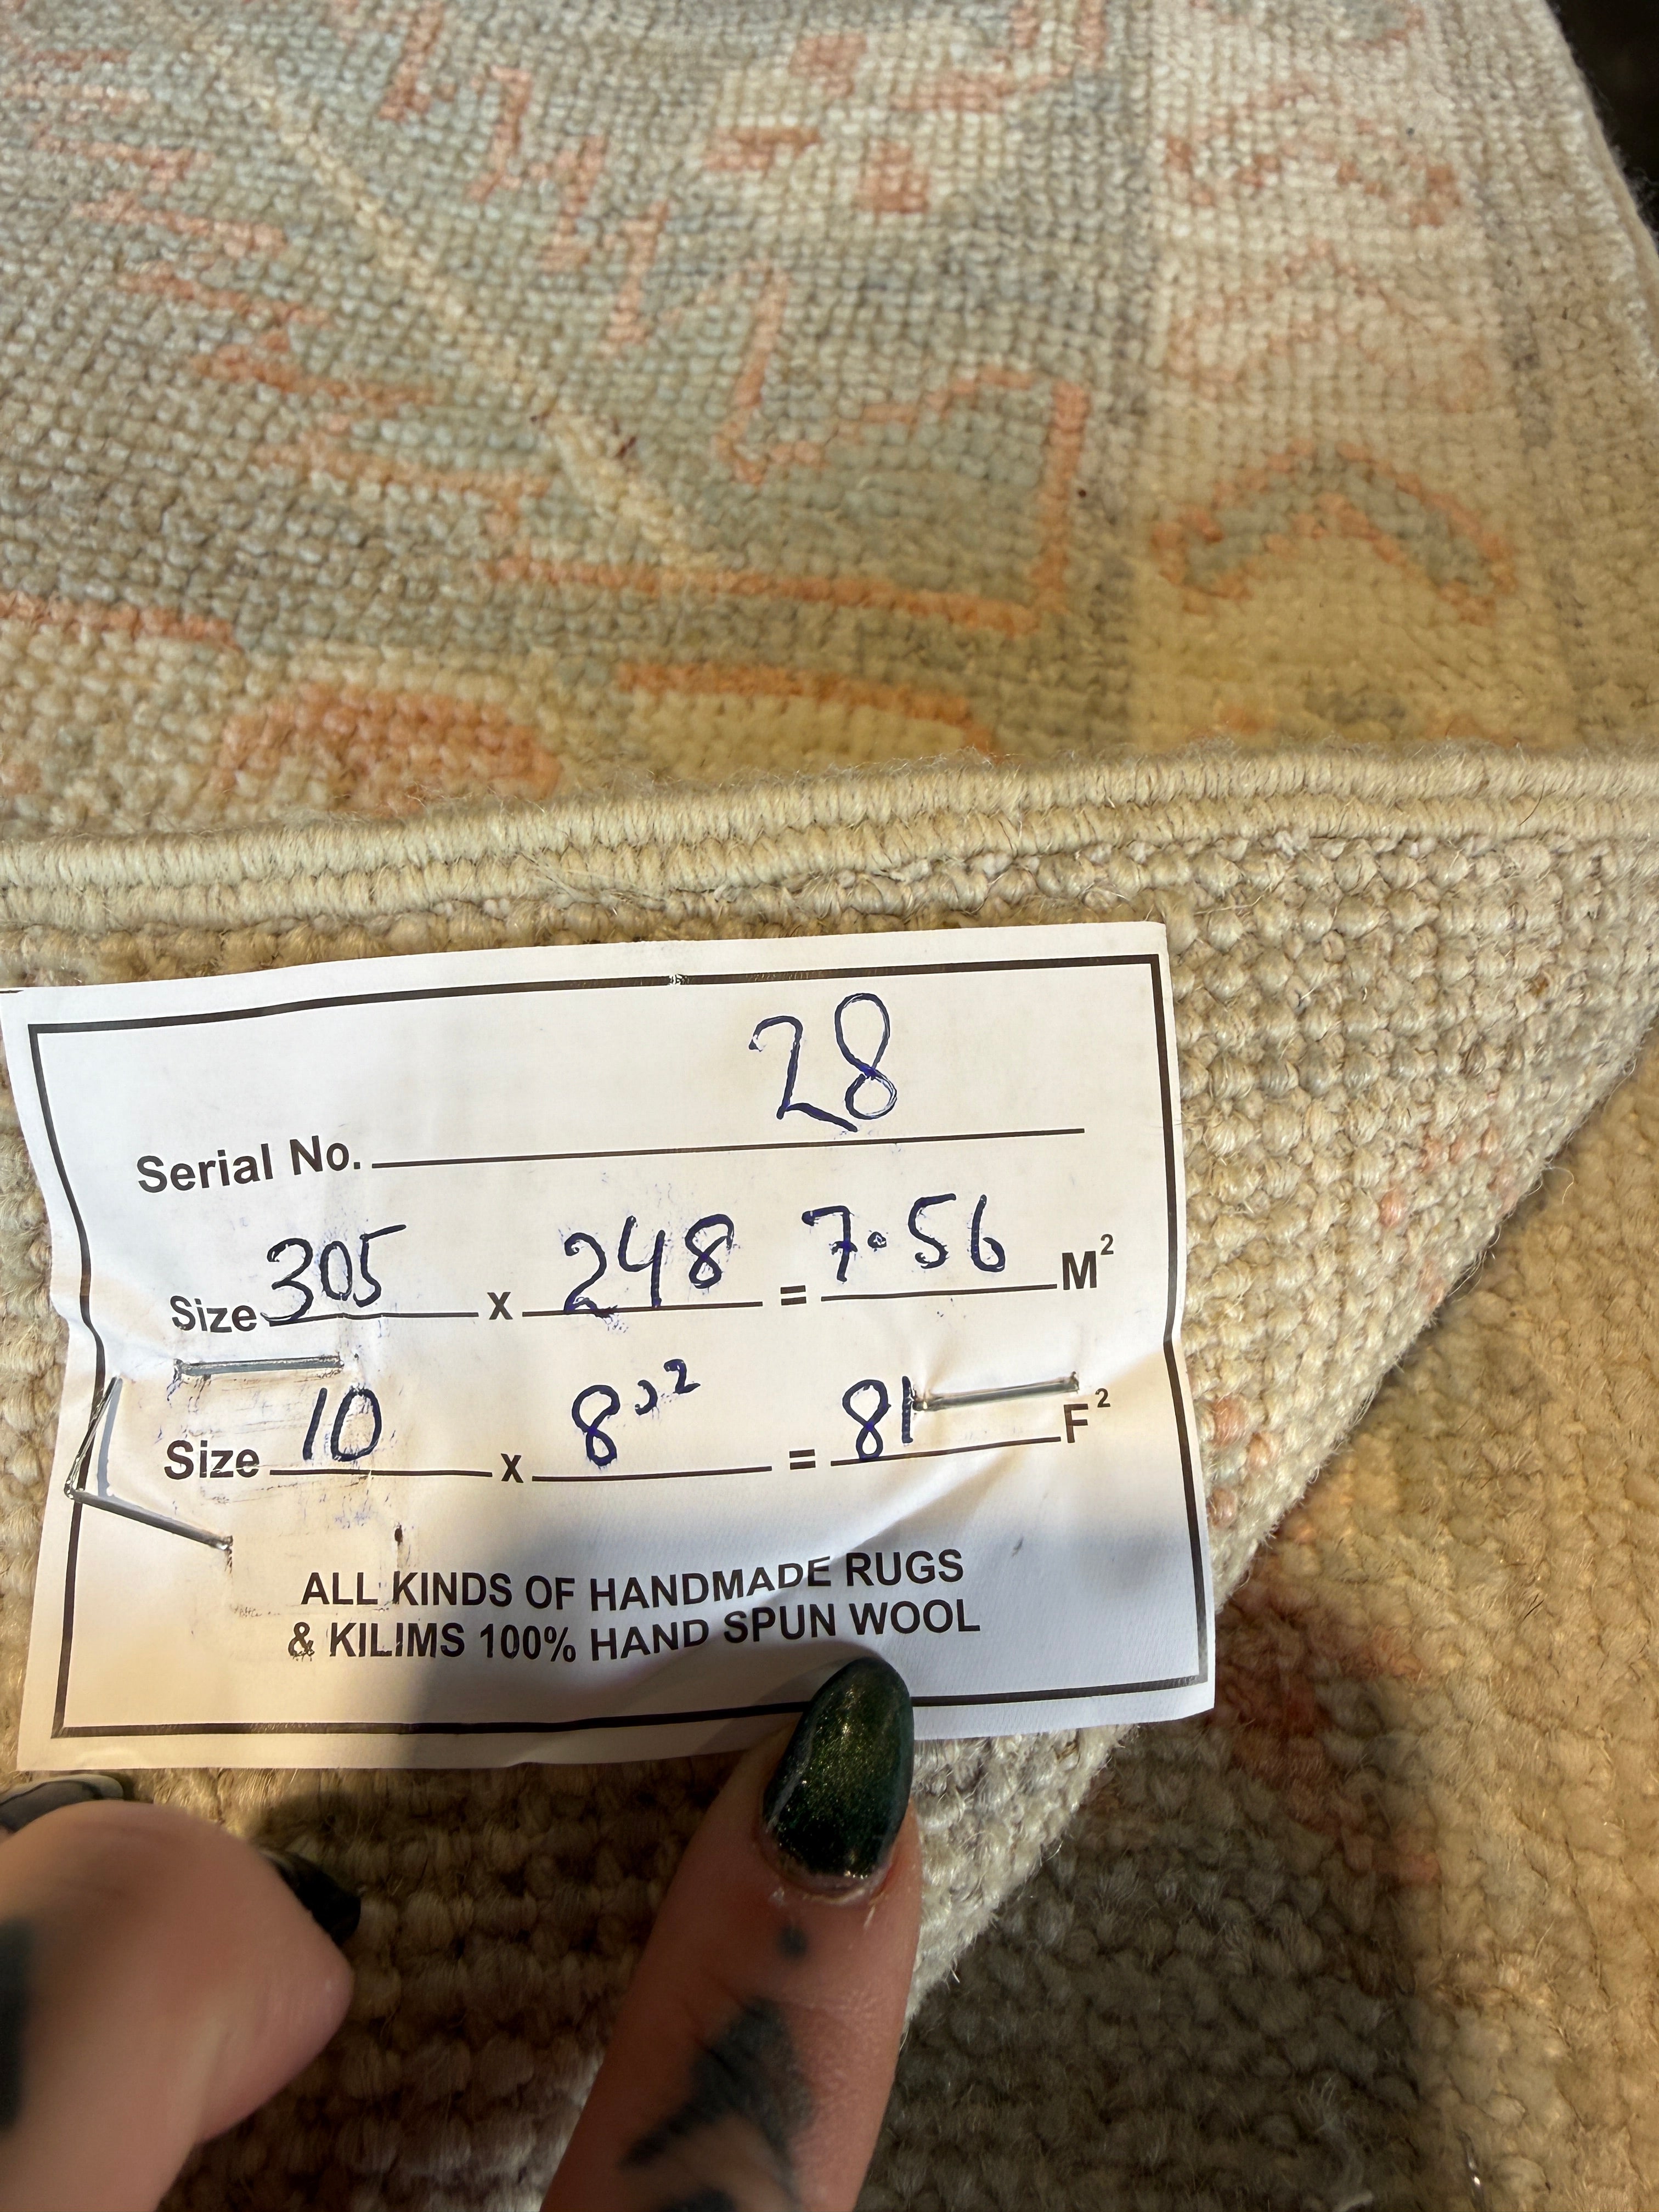 Serial No. 28
Size 305 x 248 = 7.56 M²
Size 10 x 8,2 = 81 F²
ALL KINDS OF HANDMADE RUGS
& KILIMS 100% HAND SPUN WOOL